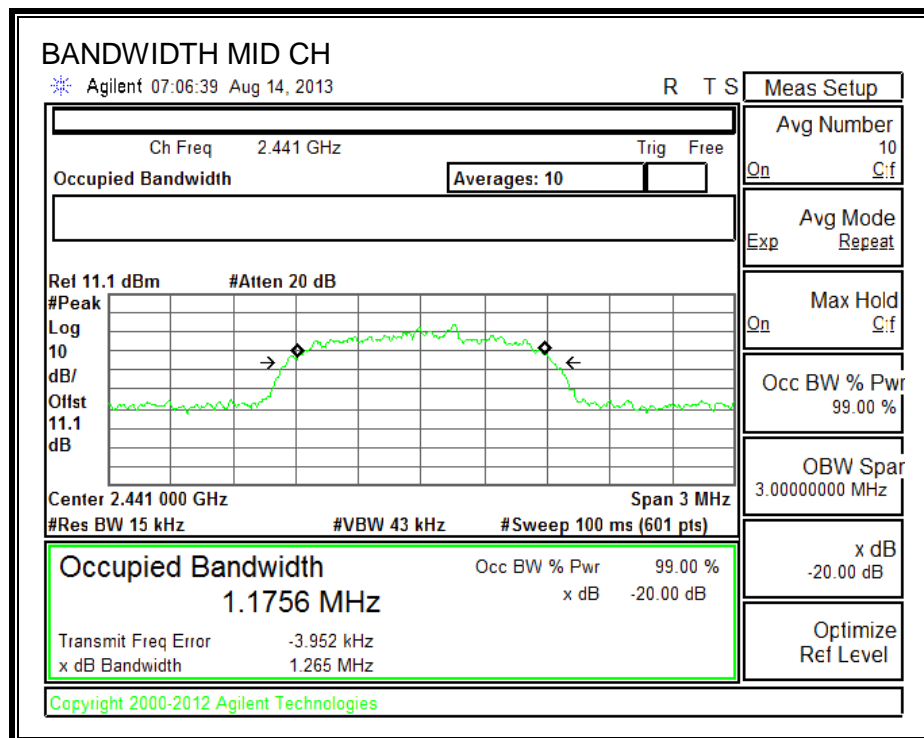 BANDWIDTH MID CH
Agilent 07:06:39 Aug 14, 2013 R T S
Ch Freq 2.441 GHz Trig Free
Occupied Bandwidth Averages: 10
Ref 11.1 dBm #Atten 20 dB
#Peak
Log
10
dB/
Offst
11.1
dB
Center 2.441 000 GHz Span 3 MHz
#Res BW 15 kHz #VBW 43 kHz #Sweep 100 ms (601 pts)
Occupied Bandwidth Occ BW % Pwr 99.00 %
1.1756 MHz x dB -20.00 dB
Transmit Freq Error -3.952 kHz
x dB Bandwidth 1.265 MHz
Copyright 2000-2012 Agilent Technologies
Meas Setup
Avg Number
10
On Off
Avg Mode
Exp Repeat
Max Hold
On Off
Occ BW % Pwr
99.00 %
OBW Span
3.00000000 MHz
x dB
-20.00 dB
Optimize
Ref Level